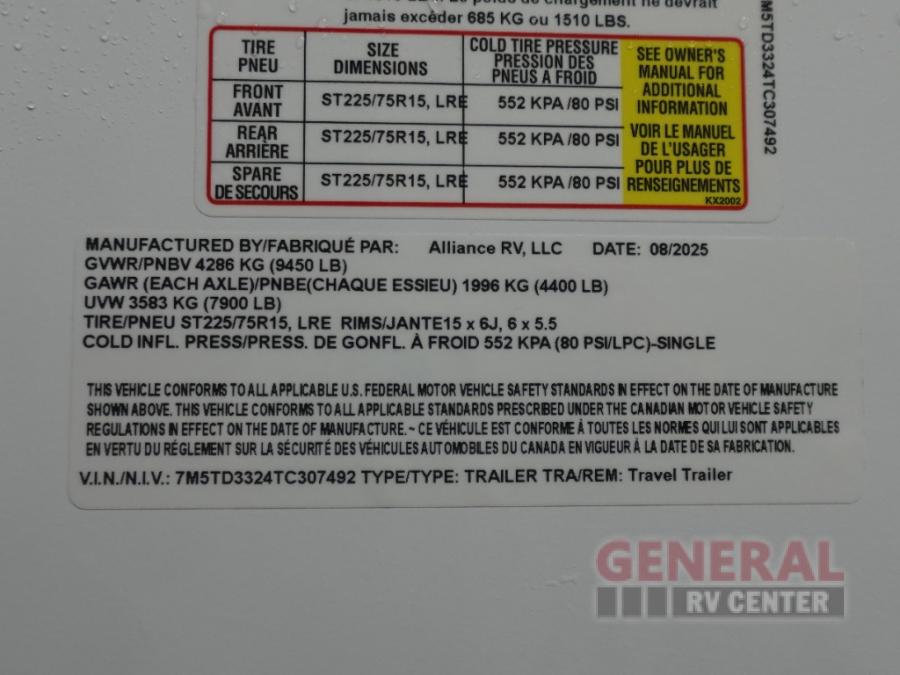 poids de chargement ne devrait
jamais excéder 685 KG ou 1510 LBS.
TIRE PNEU SIZE DIMENSIONS COLD TIRE PRESSURE PRESSION DES PNEUS A FROID
FRONT AVANT ST225/75R15, LRE 552 KPA /80 PSI
REAR ARRIÈRE ST225/75R15, LRE 552 KPA /80 PSI
SPARE DE SECOURS ST225/75R15, LRE 552 KPA /80 PSI
SEE OWNER'S
MANUAL FOR
ADDITIONAL
INFORMATION
VOIR LE MANUEL
DE L'USAGER
POUR PLUS DE
RENSEIGNEMENTS
KX2002
M5TD3324TC307492
MANUFACTURED BY/FABRIQUÉ PAR: Alliance RV, LLC DATE: 08/2025
GVWR/PNBV 4286 KG (9450 LB)
GAWR (EACH AXLE)/PNBE(CHAQUE ESSIEU) 1996 KG (4400 LB)
UVW 3583 KG (7900 LB)
TIRE/PNEU ST225/75R15, LRE RIMS/JANTE15 x 6J, 6 x 5.5
COLD INFL. PRESS/PRESS. DE GONFL. À FROID 552 KPA (80 PSI/LPC)-SINGLE
THIS VEHICLE CONFORMS TO ALL APPLICABLE U.S. FEDERAL MOTOR VEHICLE SAFETY STANDARDS IN EFFECT ON THE DATE OF MANUFACTURE
SHOWN ABOVE. THIS VEHICLE CONFORMS TO ALL APPLICABLE STANDARDS PRESCRIBED UNDER THE CANADIAN MOTOR VEHICLE SAFETY
REGULATIONS IN EFFECT ON THE DATE OF MANUFACTURE. ~ CE VÉHICULE EST CONFORME À TOUTES LES NORMES QUI LUI SONT APPLICABLES
EN VERTU DU RÉGLEMENT SUR LA SÉCURITÉ DES VÉHICULES AUTOMOBILES DU CANADA EN VIGUEUR À LA DATE DE SA FABRICATION.
V.I.N./N.I.V.: 7M5TD3324TC307492 TYPE/TYPE: TRAILER TRA/REM: Travel Trailer
GENERAL
RV CENTER